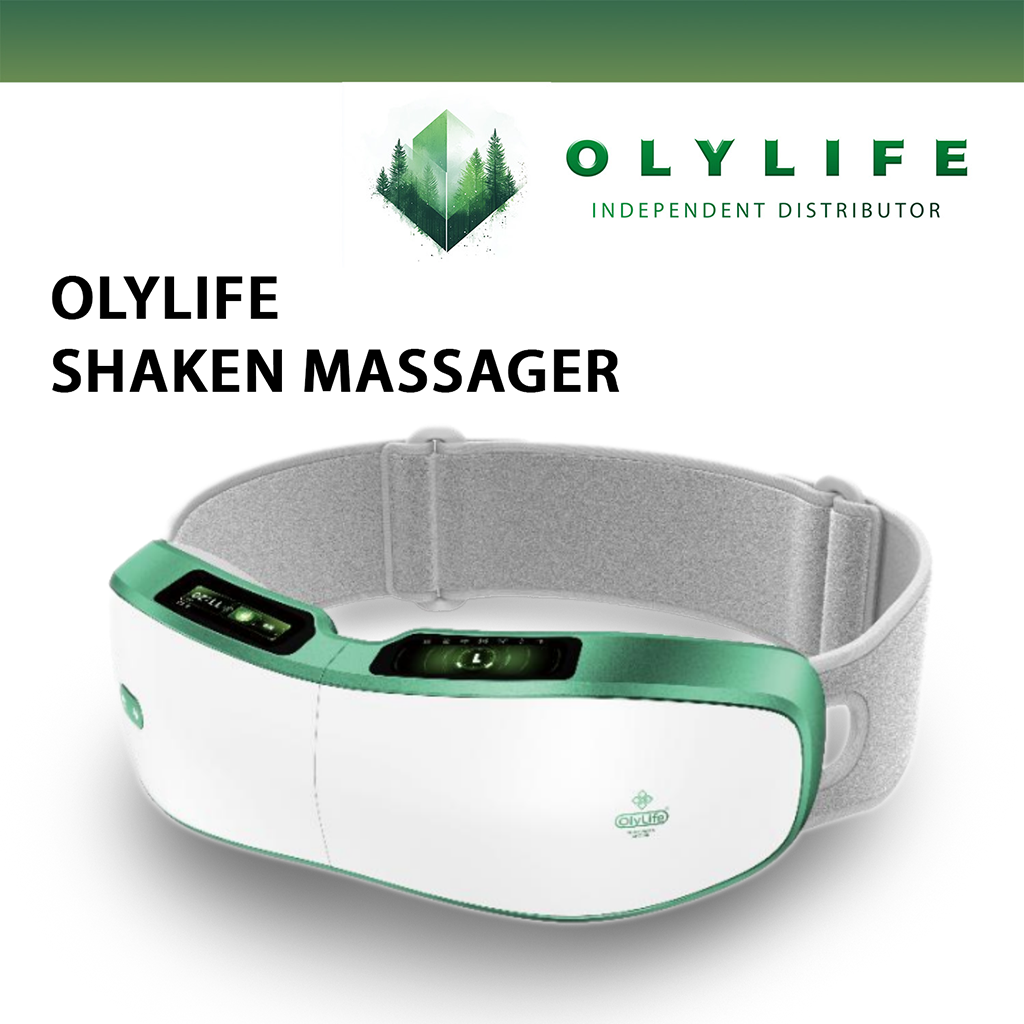 OLYLIFE
INDEPENDENT DISTRIBUTOR
OLYLIFE
SHAKEN MASSAGER
OlyLife